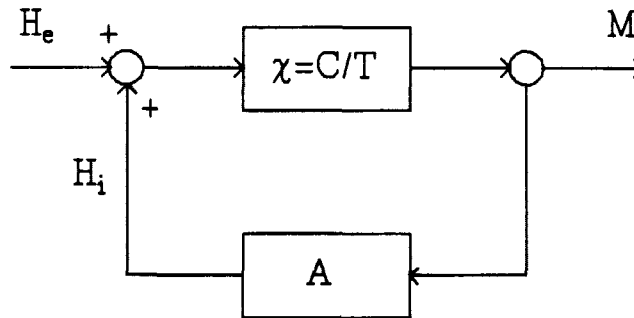 H_e
+
χ=C/T
M
+
H_i
A